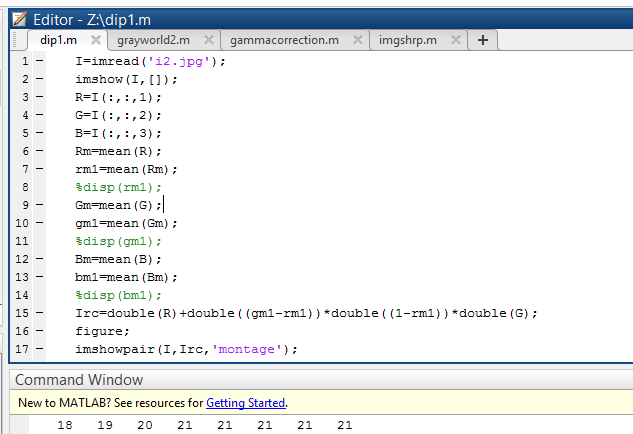 Editor - Z:\dip1.m
dip1.m × grayworld2.m × gammacorrection.m × imgshrp.m × +
1 - I=imread('i2.jpg');
2 - imshow(I,[]);
3 - R=I(:,:,1);
4 - G=I(:,:,2);
5 - B=I(:,:,3);
6 - Rm=mean(R);
7 - rm1=mean(Rm);
8 %disp(rm1);
9 - Gm=mean(G);
10 - gm1=mean(Gm);
11 %disp(gm1);
12 - Bm=mean(B);
13 - bm1=mean(Bm);
14 %disp(bm1);
15 - Irc=double(R)+double((gm1-rm1))*double((1-rm1))*double(G);
16 - figure;
17 - imshowpair(I,Irc,'montage');
Command Window
New to MATLAB? See resources for Getting Started.
18 19 20 21 21 21 21 21